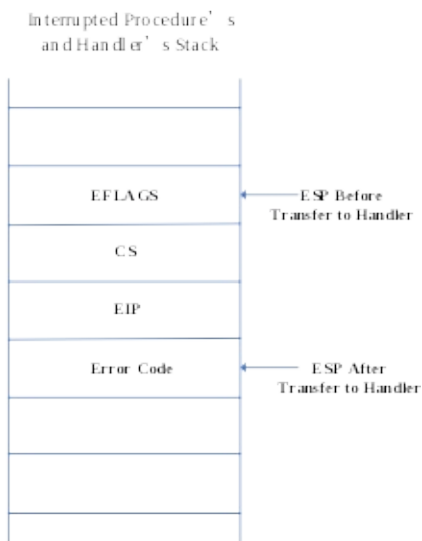 Interrupted Procedure’s
and Handler’s Stack
EFLAGS
ESP Before
Transfer to Handler
CS
EIP
Error Code
ESP After
Transfer to Handler